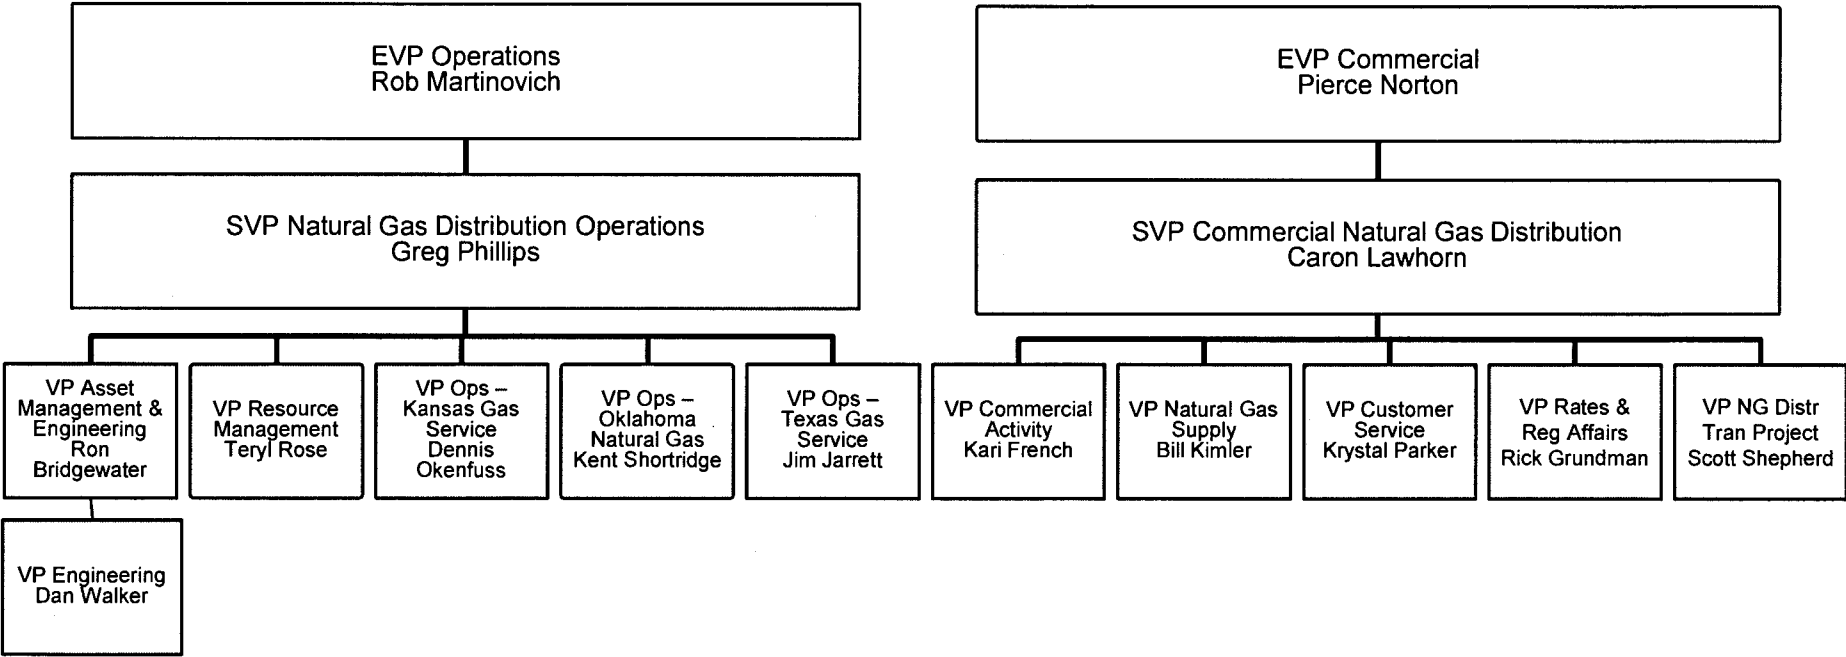 EVP Operations
Rob Martinovich
EVP Commercial
Pierce Norton
SVP Natural Gas Distribution Operations
Greg Phillips
SVP Commercial Natural Gas Distribution
Caron Lawhorn
VP Asset
Management &
Engineering
Ron
Bridgewater
VP Resource
Management
Teryl Rose
VP Ops –
Kansas Gas
Service
Dennis
Okenfuss
VP Ops –
Oklahoma
Natural Gas
Kent Shortridge
VP Ops –
Texas Gas
Service
Jim Jarrett
VP Commercial
Activity
Kari French
VP Natural Gas
Supply
Bill Kimler
VP Customer
Service
Krystal Parker
VP Rates &
Reg Affairs
Rick Grundman
VP NG Distr
Tran Project
Scott Shepherd
VP Engineering
Dan Walker